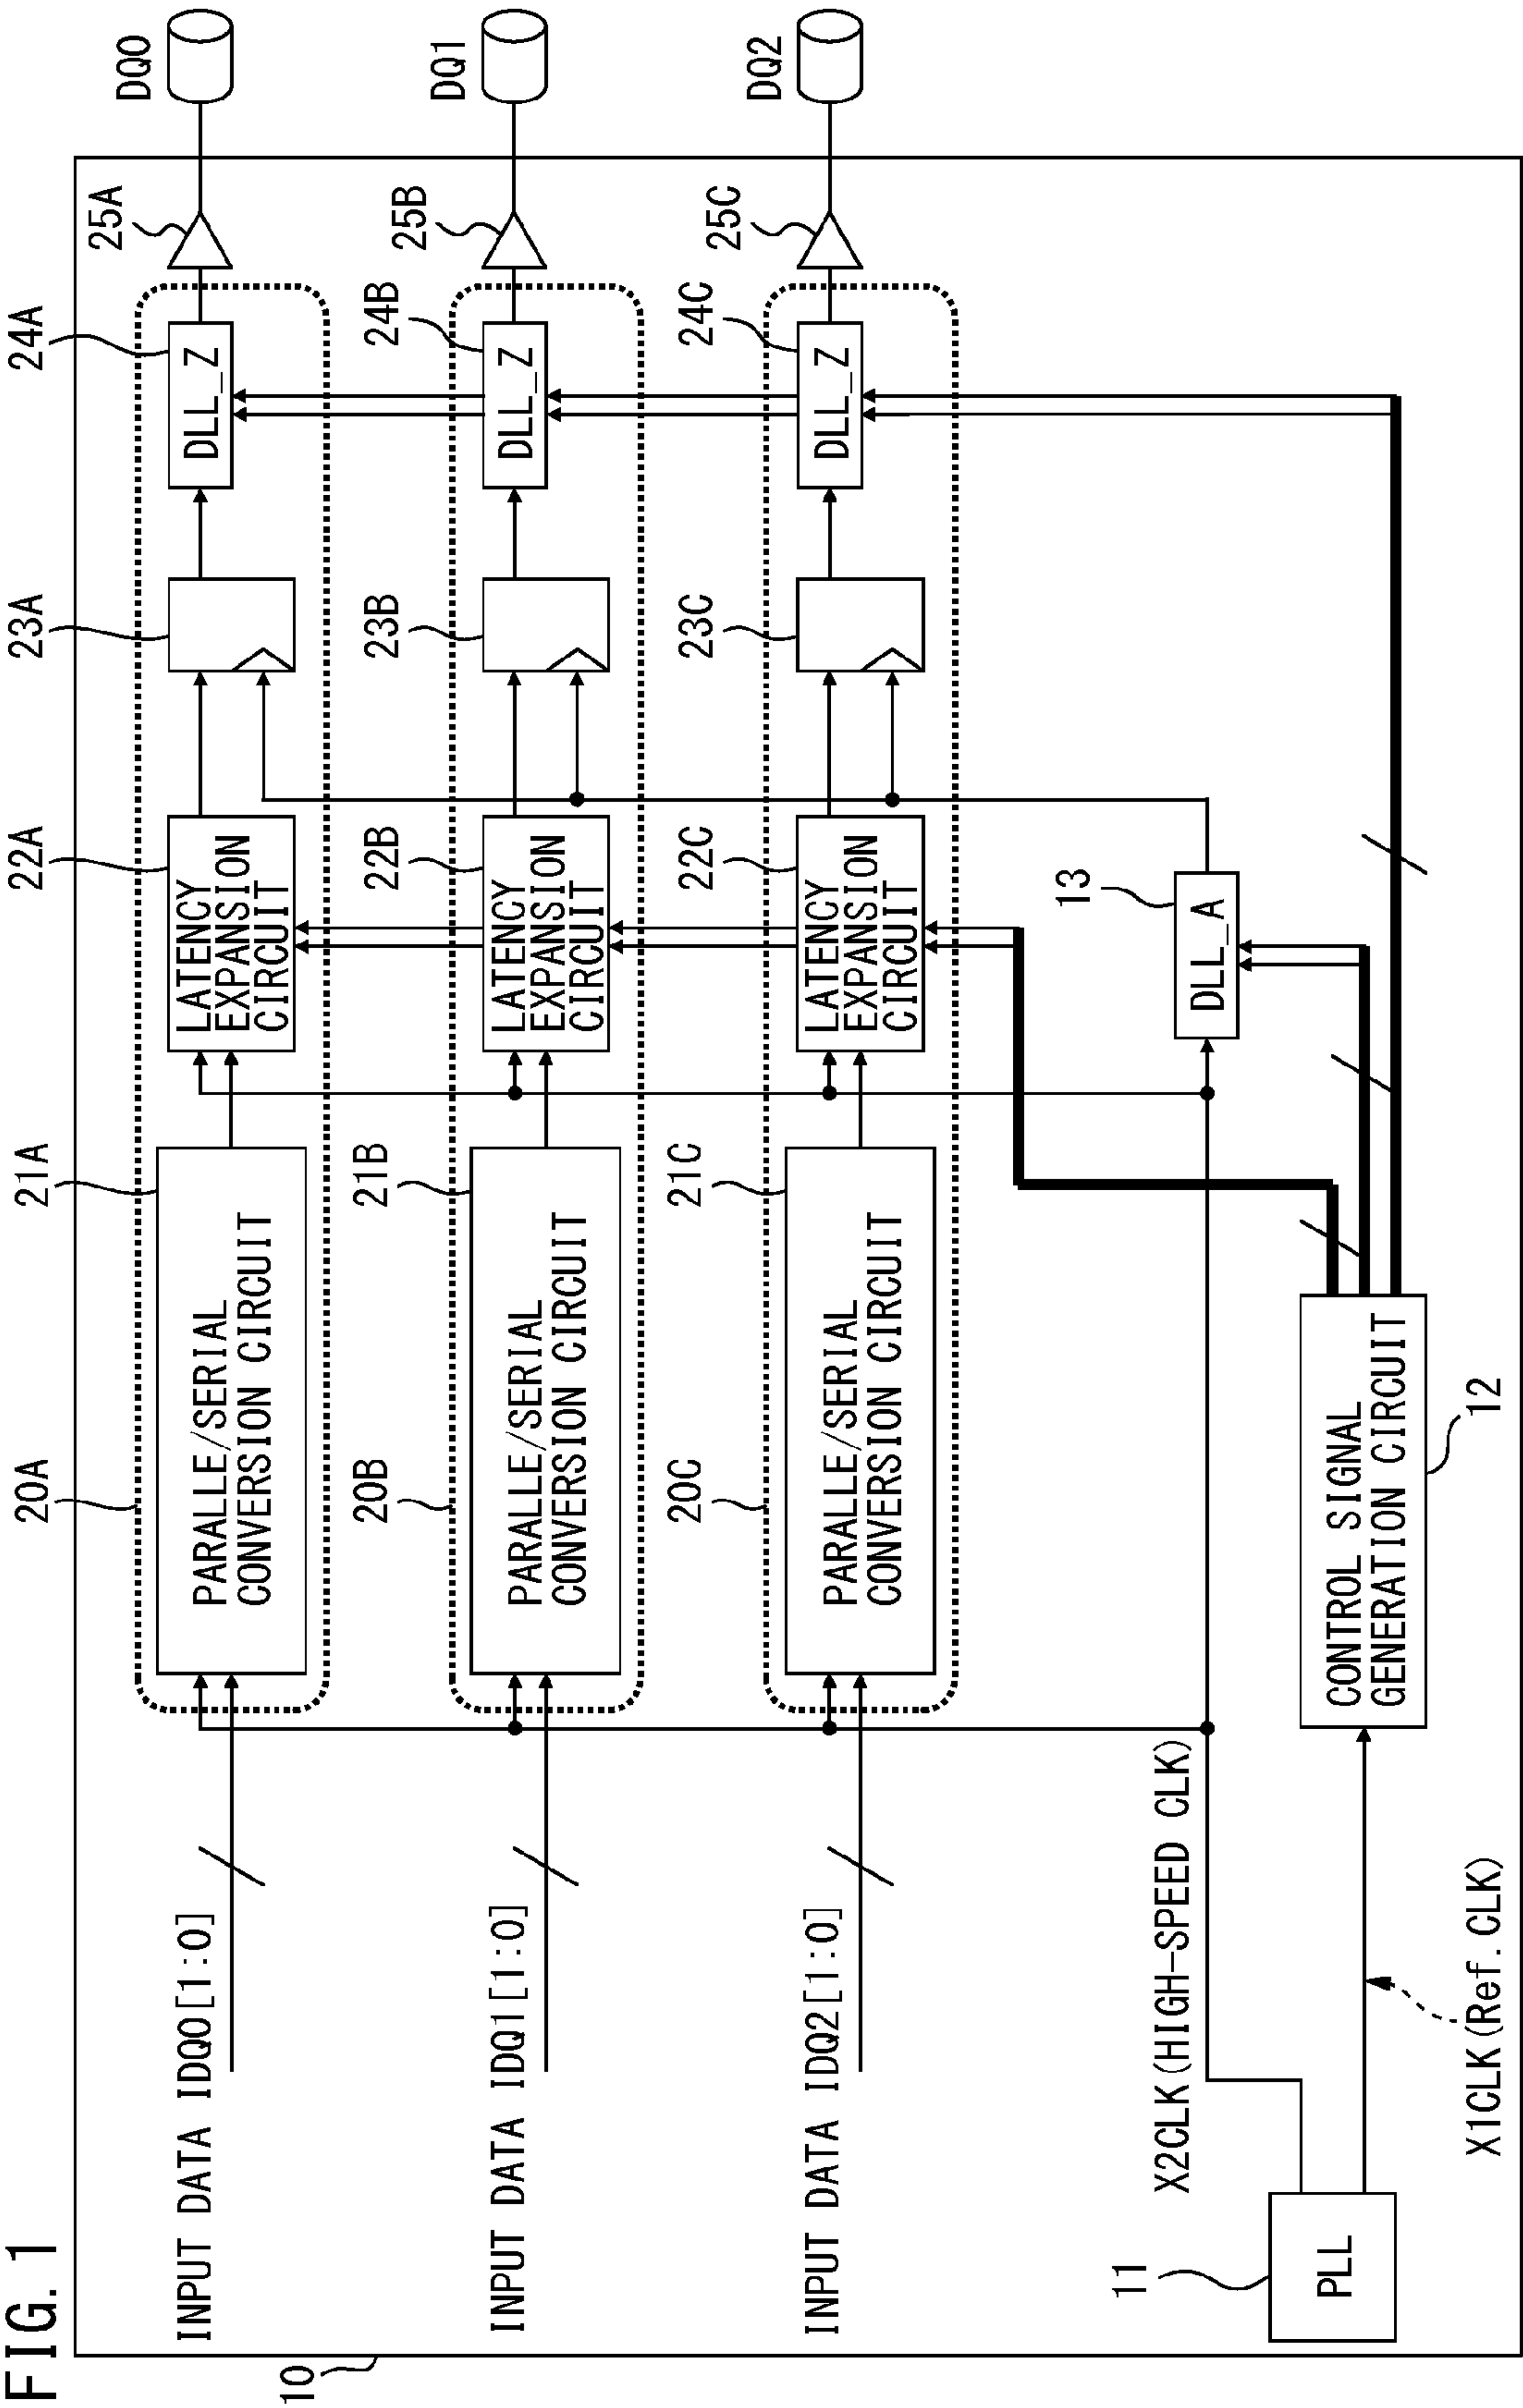 FIG. 1
10
20A
21A
22A
23A
24A
25A
DQ0
INPUT DATA IDQ0[1:0]
PARALLE/SERIAL
CONVERSION CIRCUIT
LATENCY
EXPANSION
CIRCUIT
DLL_Z
20B
21B
22B
23B
24B
25B
DQ1
INPUT DATA IDQ1[1:0]
PARALLE/SERIAL
CONVERSION CIRCUIT
LATENCY
EXPANSION
CIRCUIT
DLL_Z
20C
21C
22C
23C
24C
25C
DQ2
INPUT DATA IDQ2[1:0]
PARALLE/SERIAL
CONVERSION CIRCUIT
LATENCY
EXPANSION
CIRCUIT
DLL_Z
13
DLL_A
X2CLK(HIGH-SPEED CLK)
11
PLL
CONTROL SIGNAL
GENERATION CIRCUIT
12
X1CLK(Ref.CLK)